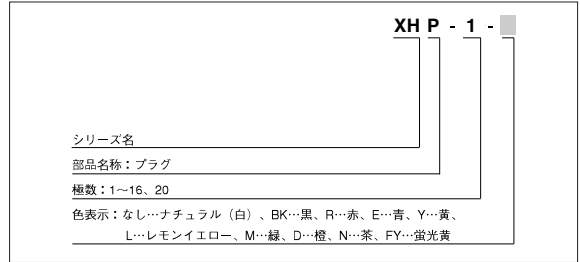 XH P - 1 -
シリーズ名
部品名称：プラグ
極数：1～16、20
色表示：なし…ナチュラル（白）、BK…黒、R…赤、E…青、Y…黄、
L…レモンイエロー、M…緑、D…橙、N…茶、FY…蛍光黄